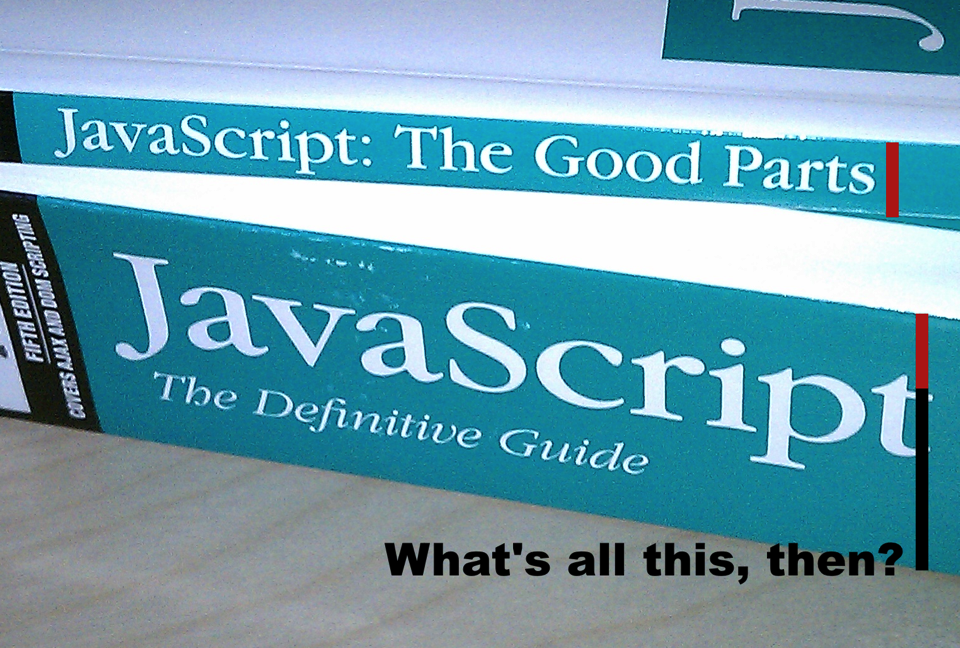 JavaScript: The Good Parts
FIFTH EDITION
COVERS AJAX AND DOM SCRIPTING
JavaScript
The Definitive Guide
What's all this, then?